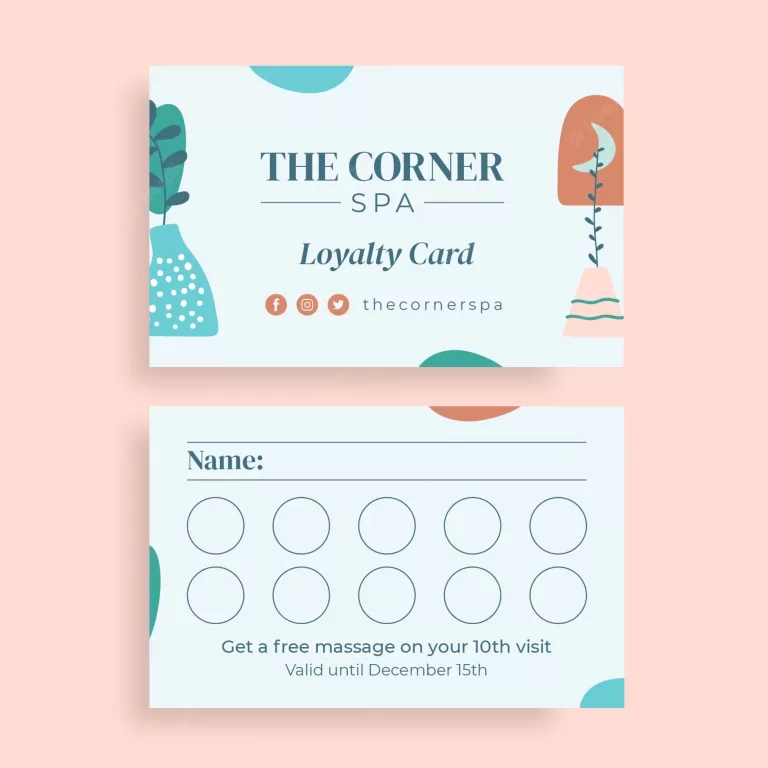 THE CORNER
SPA
Loyalty Card
thecornerspa
Name:
Get a free massage on your 10th visit
Valid until December 15th